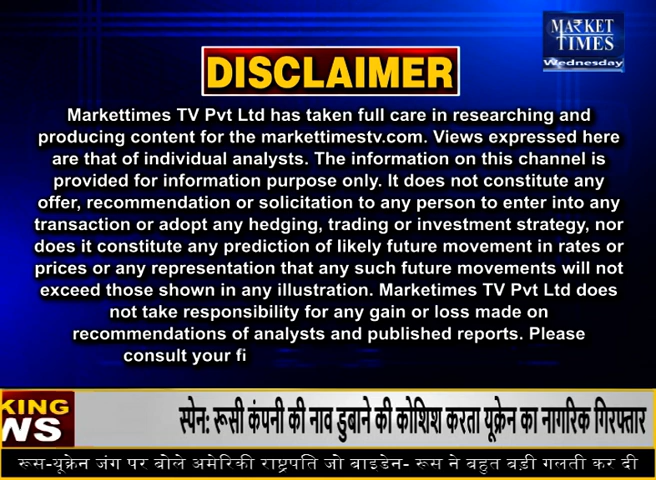 MARKET
TIMES
Wednesday
DISCLAIMER
Markettimes TV Pvt Ltd has taken full care in researching and
producing content for the markettimestv.com. Views expressed here
are that of individual analysts. The information on this channel is
provided for information purpose only. It does not constitute any
offer, recommendation or solicitation to any person to enter into any
transaction or adopt any hedging, trading or investment strategy, nor
does it constitute any prediction of likely future movement in rates or
prices or any representation that any such future movements will not
exceed those shown in any illustration. Marketimes TV Pvt Ltd does
not take responsibility for any gain or loss made on
recommendations of analysts and published reports. Please
consult your fi
KING
WS
स्पेन: रूसी कंपनी की नाव डुबाने की कोशिश करता यूक्रेन का नागरिक गिरफ्तार
रूस-यूक्रेन जंग पर बोले अमेरिकी राष्ट्रपति जो बाइडेन- रूस ने बहुत बड़ी गलती कर दी